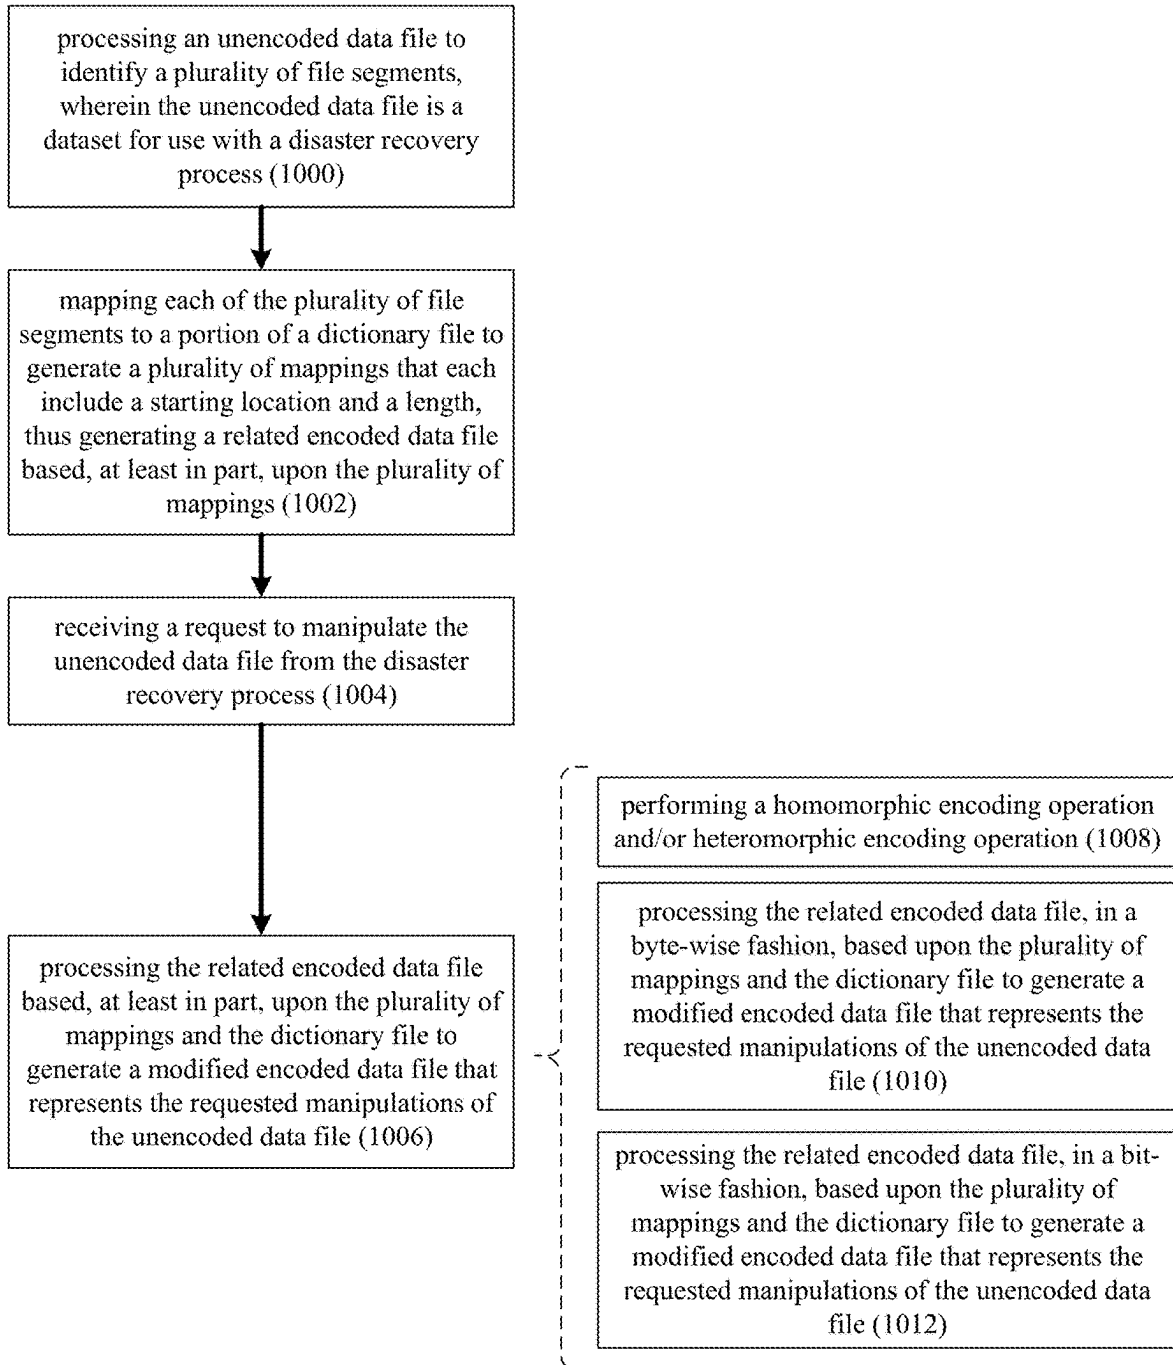 processing an unencoded data file to
identify a plurality of file segments,
wherein the unencoded data file is a
dataset for use with a disaster recovery
process (1000)
mapping each of the plurality of file
segments to a portion of a dictionary file to
generate a plurality of mappings that each
include a starting location and a length,
thus generating a related encoded data file
based, at least in part, upon the plurality of
mappings (1002)
receiving a request to manipulate the
unencoded data file from the disaster
recovery process (1004)
processing the related encoded data file
based, at least in part, upon the plurality of
mappings and the dictionary file to
generate a modified encoded data file that
represents the requested manipulations of
the unencoded data file (1006)
performing a homomorphic encoding operation
and/or heteromorphic encoding operation (1008)
processing the related encoded data file, in a
byte-wise fashion, based upon the plurality of
mappings and the dictionary file to generate a
modified encoded data file that represents the
requested manipulations of the unencoded data
file (1010)
processing the related encoded data file, in a bit-
wise fashion, based upon the plurality of
mappings and the dictionary file to generate a
modified encoded data file that represents the
requested manipulations of the unencoded data
file (1012)